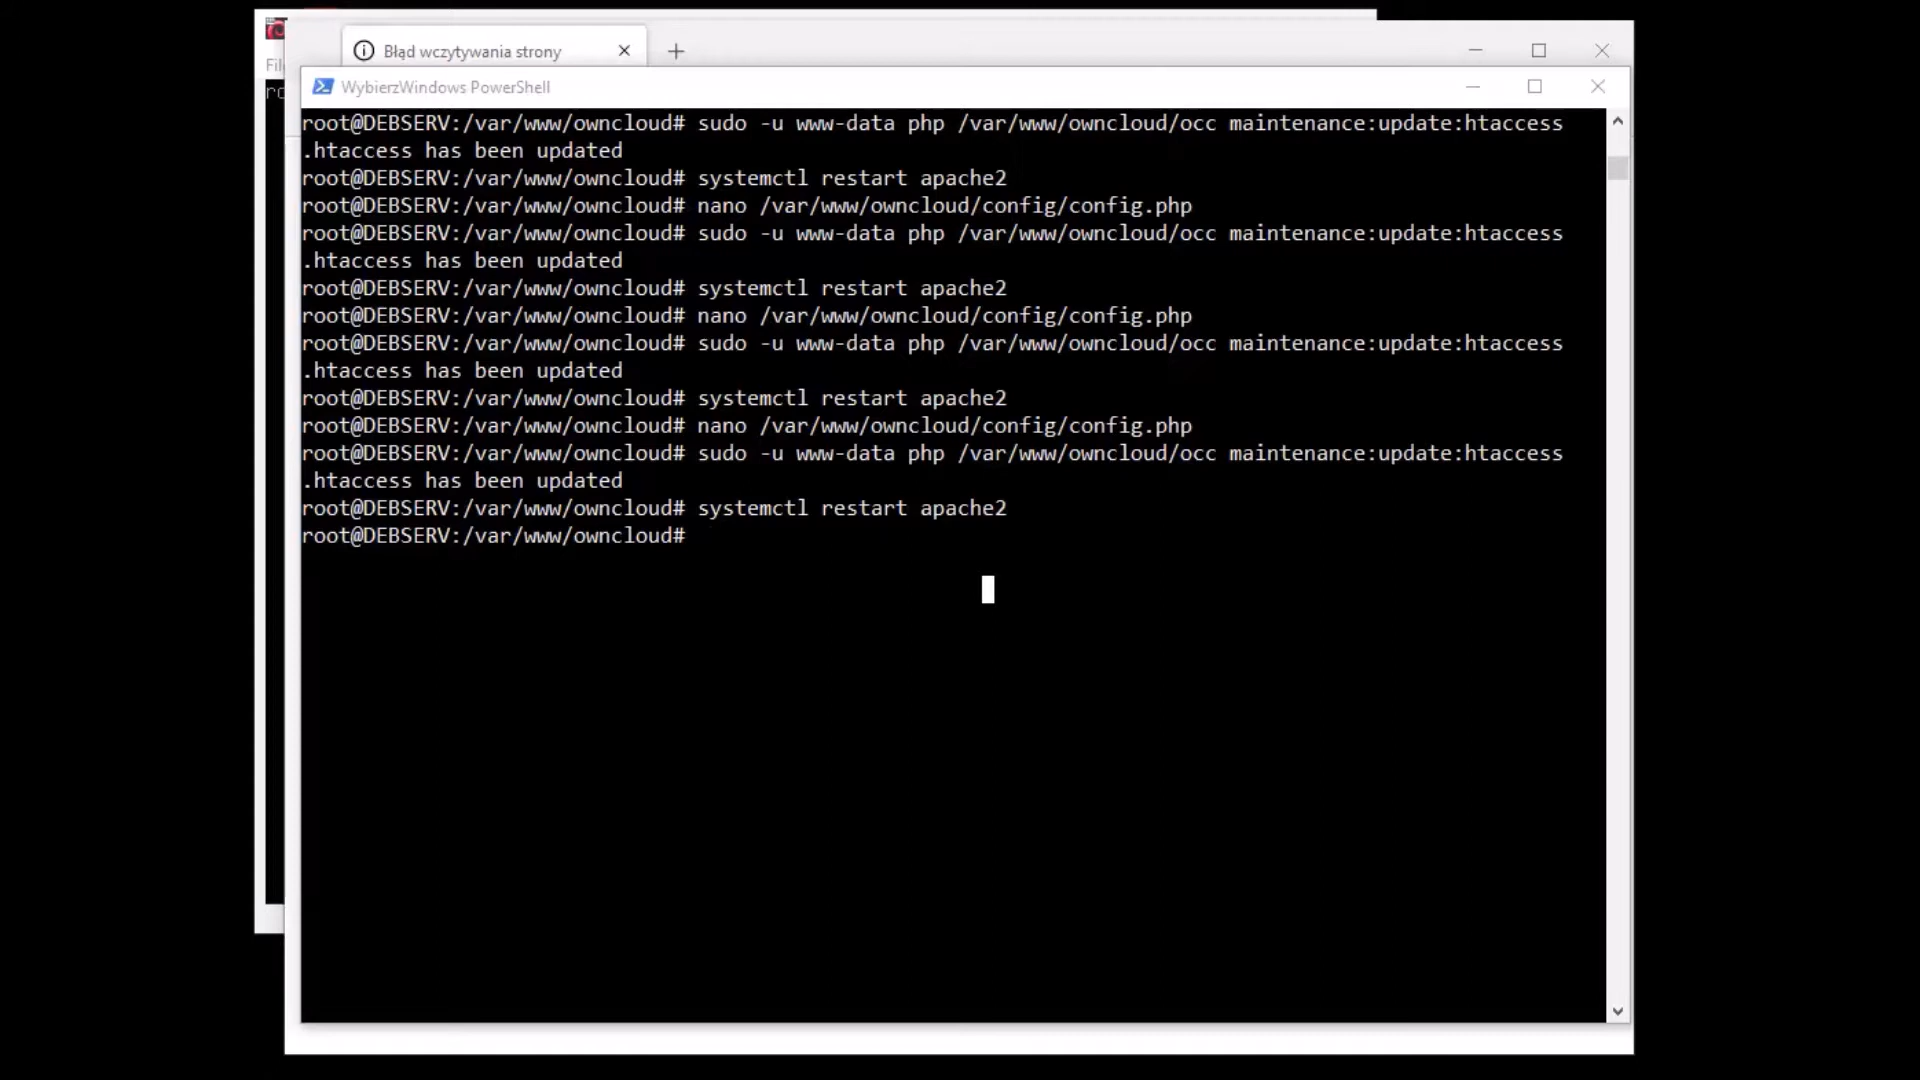 Błąd wczytywania strony
Fil
WybierzWindows PowerShell
ro
root@DEBSERV:/var/www/owncloud# sudo -u www-data php /var/www/owncloud/occ maintenance:update:htaccess
.htaccess has been updated
root@DEBSERV:/var/www/owncloud# systemctl restart apache2
root@DEBSERV:/var/www/owncloud# nano /var/www/owncloud/config/config.php
root@DEBSERV:/var/www/owncloud# sudo -u www-data php /var/www/owncloud/occ maintenance:update:htaccess
.htaccess has been updated
root@DEBSERV:/var/www/owncloud# systemctl restart apache2
root@DEBSERV:/var/www/owncloud# nano /var/www/owncloud/config/config.php
root@DEBSERV:/var/www/owncloud# sudo -u www-data php /var/www/owncloud/occ maintenance:update:htaccess
.htaccess has been updated
root@DEBSERV:/var/www/owncloud# systemctl restart apache2
root@DEBSERV:/var/www/owncloud# nano /var/www/owncloud/config/config.php
root@DEBSERV:/var/www/owncloud# sudo -u www-data php /var/www/owncloud/occ maintenance:update:htaccess
.htaccess has been updated
root@DEBSERV:/var/www/owncloud# systemctl restart apache2
root@DEBSERV:/var/www/owncloud#